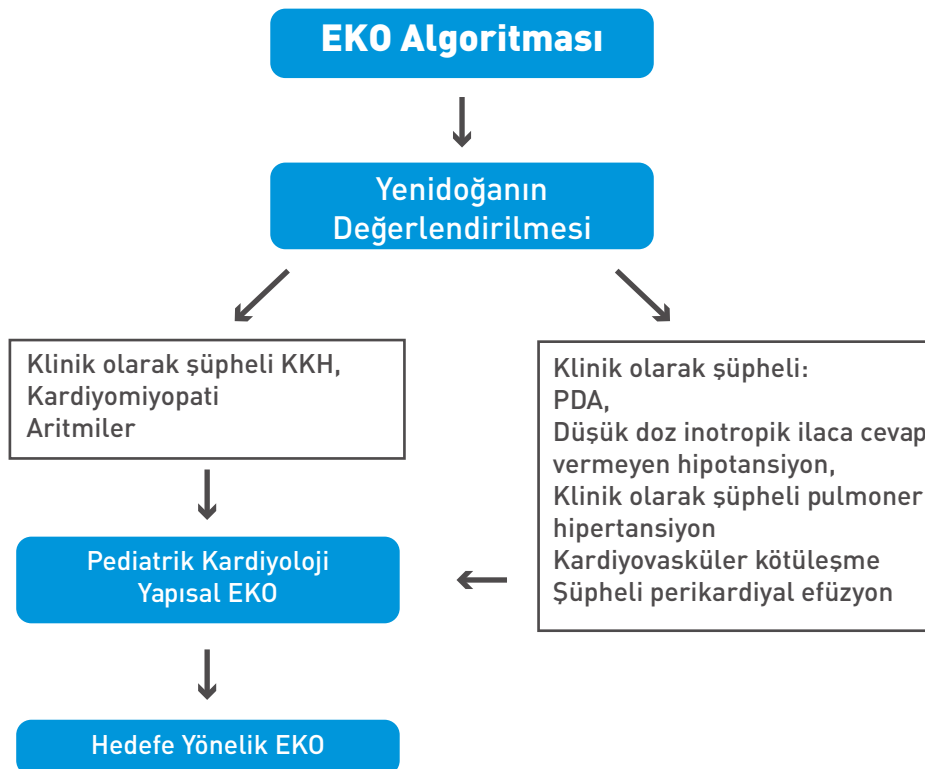 EKO Algoritması
Yenidoğanın
Değerlendirilmesi
Klinik olarak şüpheli KKH,
Kardiyomiyopati
Aritmiler
Klinik olarak şüpheli:
PDA,
Düşük doz inotropik ilaca cevap
vermeyen hipotansiyon,
Klinik olarak şüpheli pulmoner
hipertansiyon
Kardiyovasküler kötüleşme
Şüpheli perikardiyal efüzyon
Pediatrik Kardiyoloji
Yapısal EKO
Hedefe Yönelik EKO